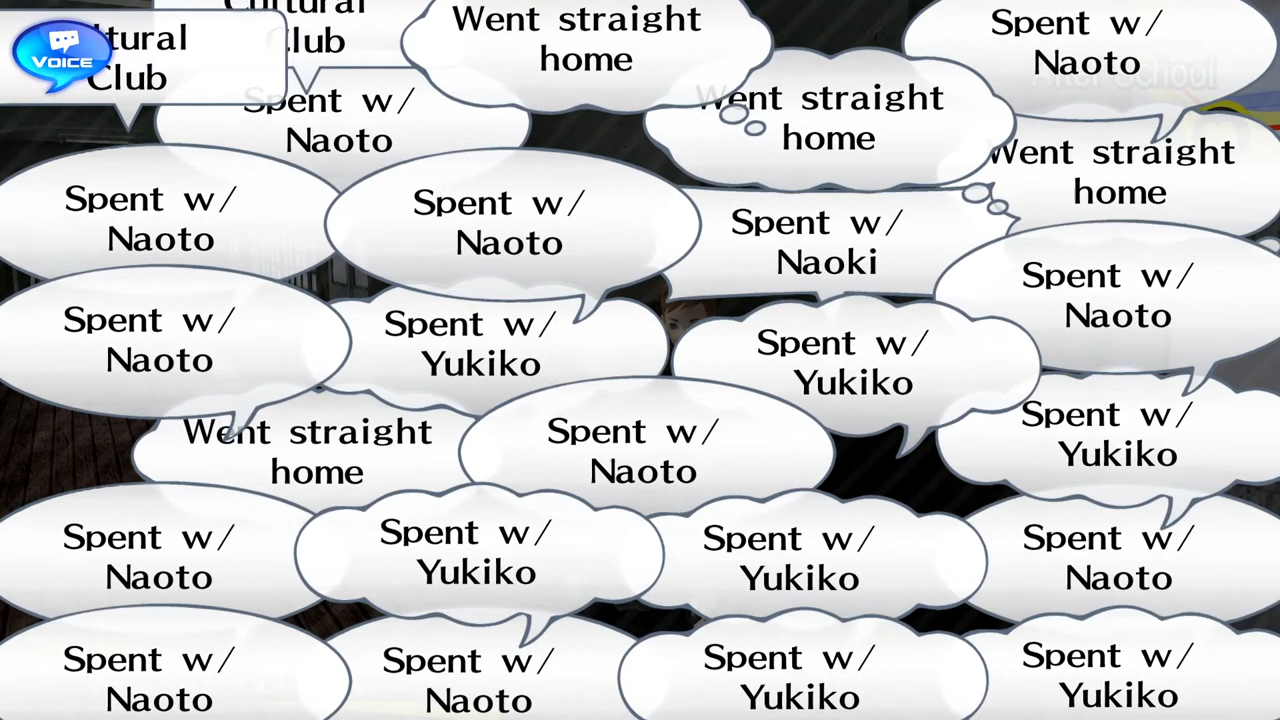 Cultural
Club
ltural
Club
VOICE
Went straight
home
Spent w/
Naoto
After School
Spent w/
Naoto
Went straight
home
Went straight
home
Spent w/
Naoto
Spent w/
Naoto
Spent w/
Naoki
Spent w/
Naoto
Spent w/
Naoto
Spent w/
Yukiko
Spent w/
Yukiko
Spent w/
Yukiko
Went straight
home
Spent w/
Naoto
Spent w/
Naoto
Spent w/
Yukiko
Spent w/
Yukiko
Spent w/
Naoto
Spent w/
Naoto
Spent w/
Naoto
Spent w/
Yukiko
Spent w/
Yukiko